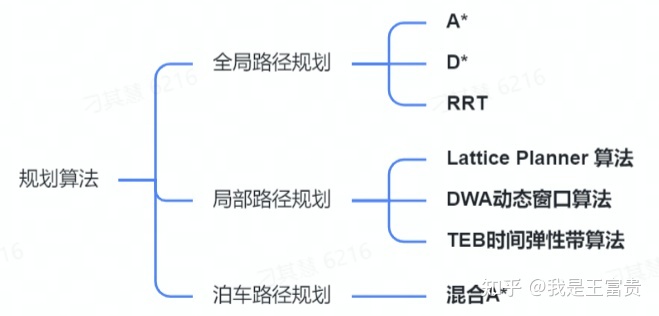 A*
全局路径规划
D*
RRT
规划算法
局部路径规划
Lattice Planner 算法
DWA动态窗口算法
TEB时间弹性带算法
泊车路径规划
混合A*
知乎 @我是王富贵
刁其慧 6216
6216
刁其慧 6216
6216